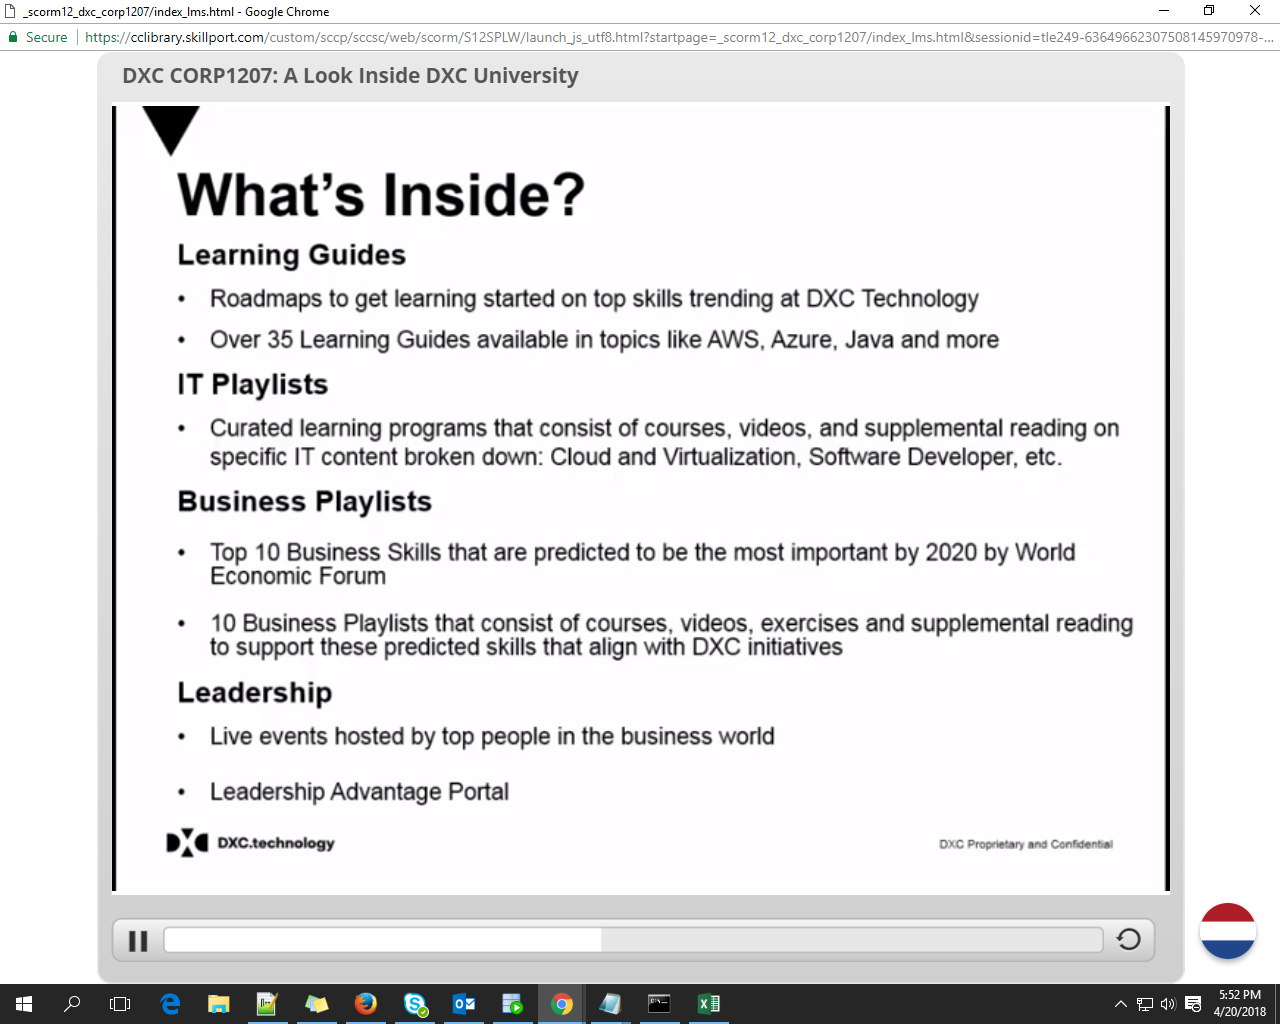 _scorm12_dxc_corp1207/index_lms.html - Google Chrome
Secure
https://cclibrary.skillport.com/custom/sccp/sccsc/web/scorm/S12SPLW/launch_js_utf8.html?startpage=_scorm12_dxc_corp1207/index_lms.html&sessionid=tle249-63649662307508145970978-...
DXC CORP1207: A Look Inside DXC University
What's Inside?
Learning Guides
• Roadmaps to get learning started on top skills trending at DXC Technology
• Over 35 Learning Guides available in topics like AWS, Azure, Java and more
IT Playlists
• Curated learning programs that consist of courses, videos, and supplemental reading on
specific IT content broken down: Cloud and Virtualization, Software Developer, etc.
Business Playlists
• Top 10 Business Skills that are predicted to be the most important by 2020 by World
Economic Forum
• 10 Business Playlists that consist of courses, videos, exercises and supplemental reading
to support these predicted skills that align with DXC initiatives
Leadership
• Live events hosted by top people in the business world
• Leadership Advantage Portal
DXC.technology
DXC Proprietary and Confidential
5:52 PM
4/20/2018